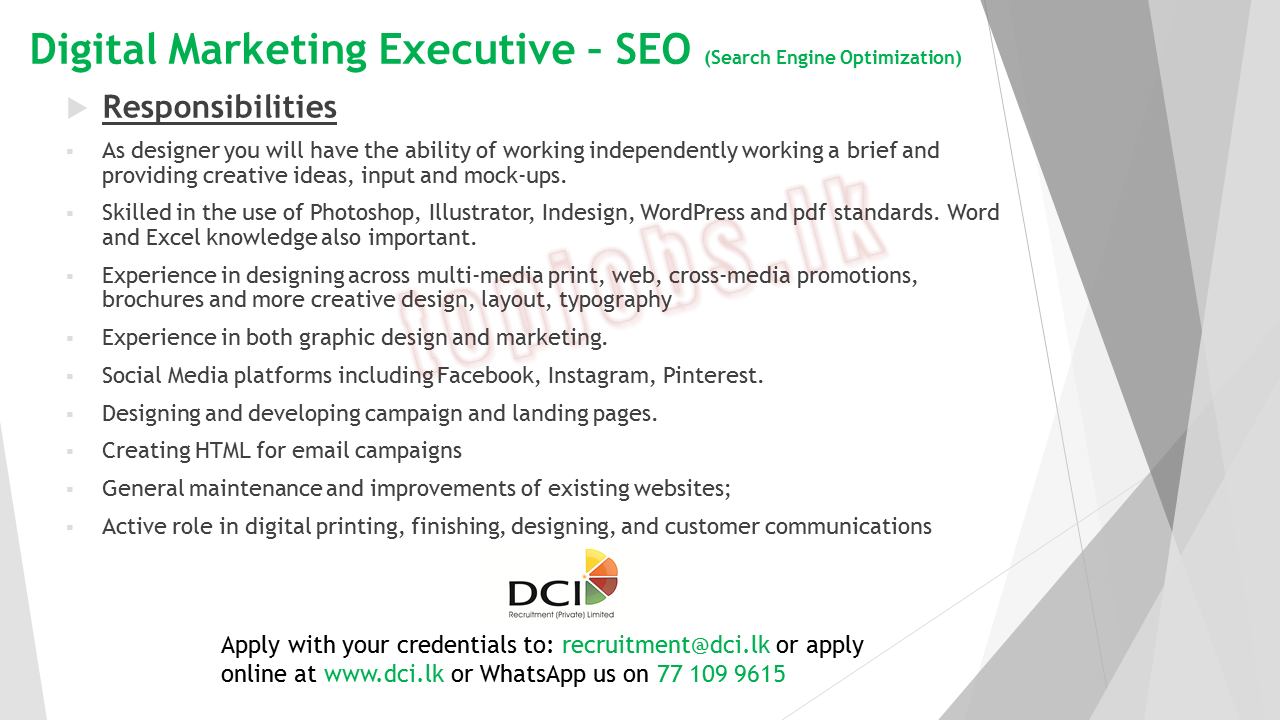 Digital Marketing Executive – SEO (Search Engine Optimization)
Responsibilities
As designer you will have the ability of working independently working a brief and
providing creative ideas, input and mock-ups.
Skilled in the use of Photoshop, Illustrator, Indesign, WordPress and pdf standards. Word
and Excel knowledge also important.
Experience in designing across multi-media print, web, cross-media promotions,
brochures and more creative design, layout, typography
Experience in both graphic design and marketing.
Social Media platforms including Facebook, Instagram, Pinterest.
Designing and developing campaign and landing pages.
Creating HTML for email campaigns
General maintenance and improvements of existing websites;
Active role in digital printing, finishing, designing, and customer communications
topjobs.lk
DCI
Recruitment (Private) Limited
Apply with your credentials to: recruitment@dci.lk or apply
online at www.dci.lk or WhatsApp us on 77 109 9615